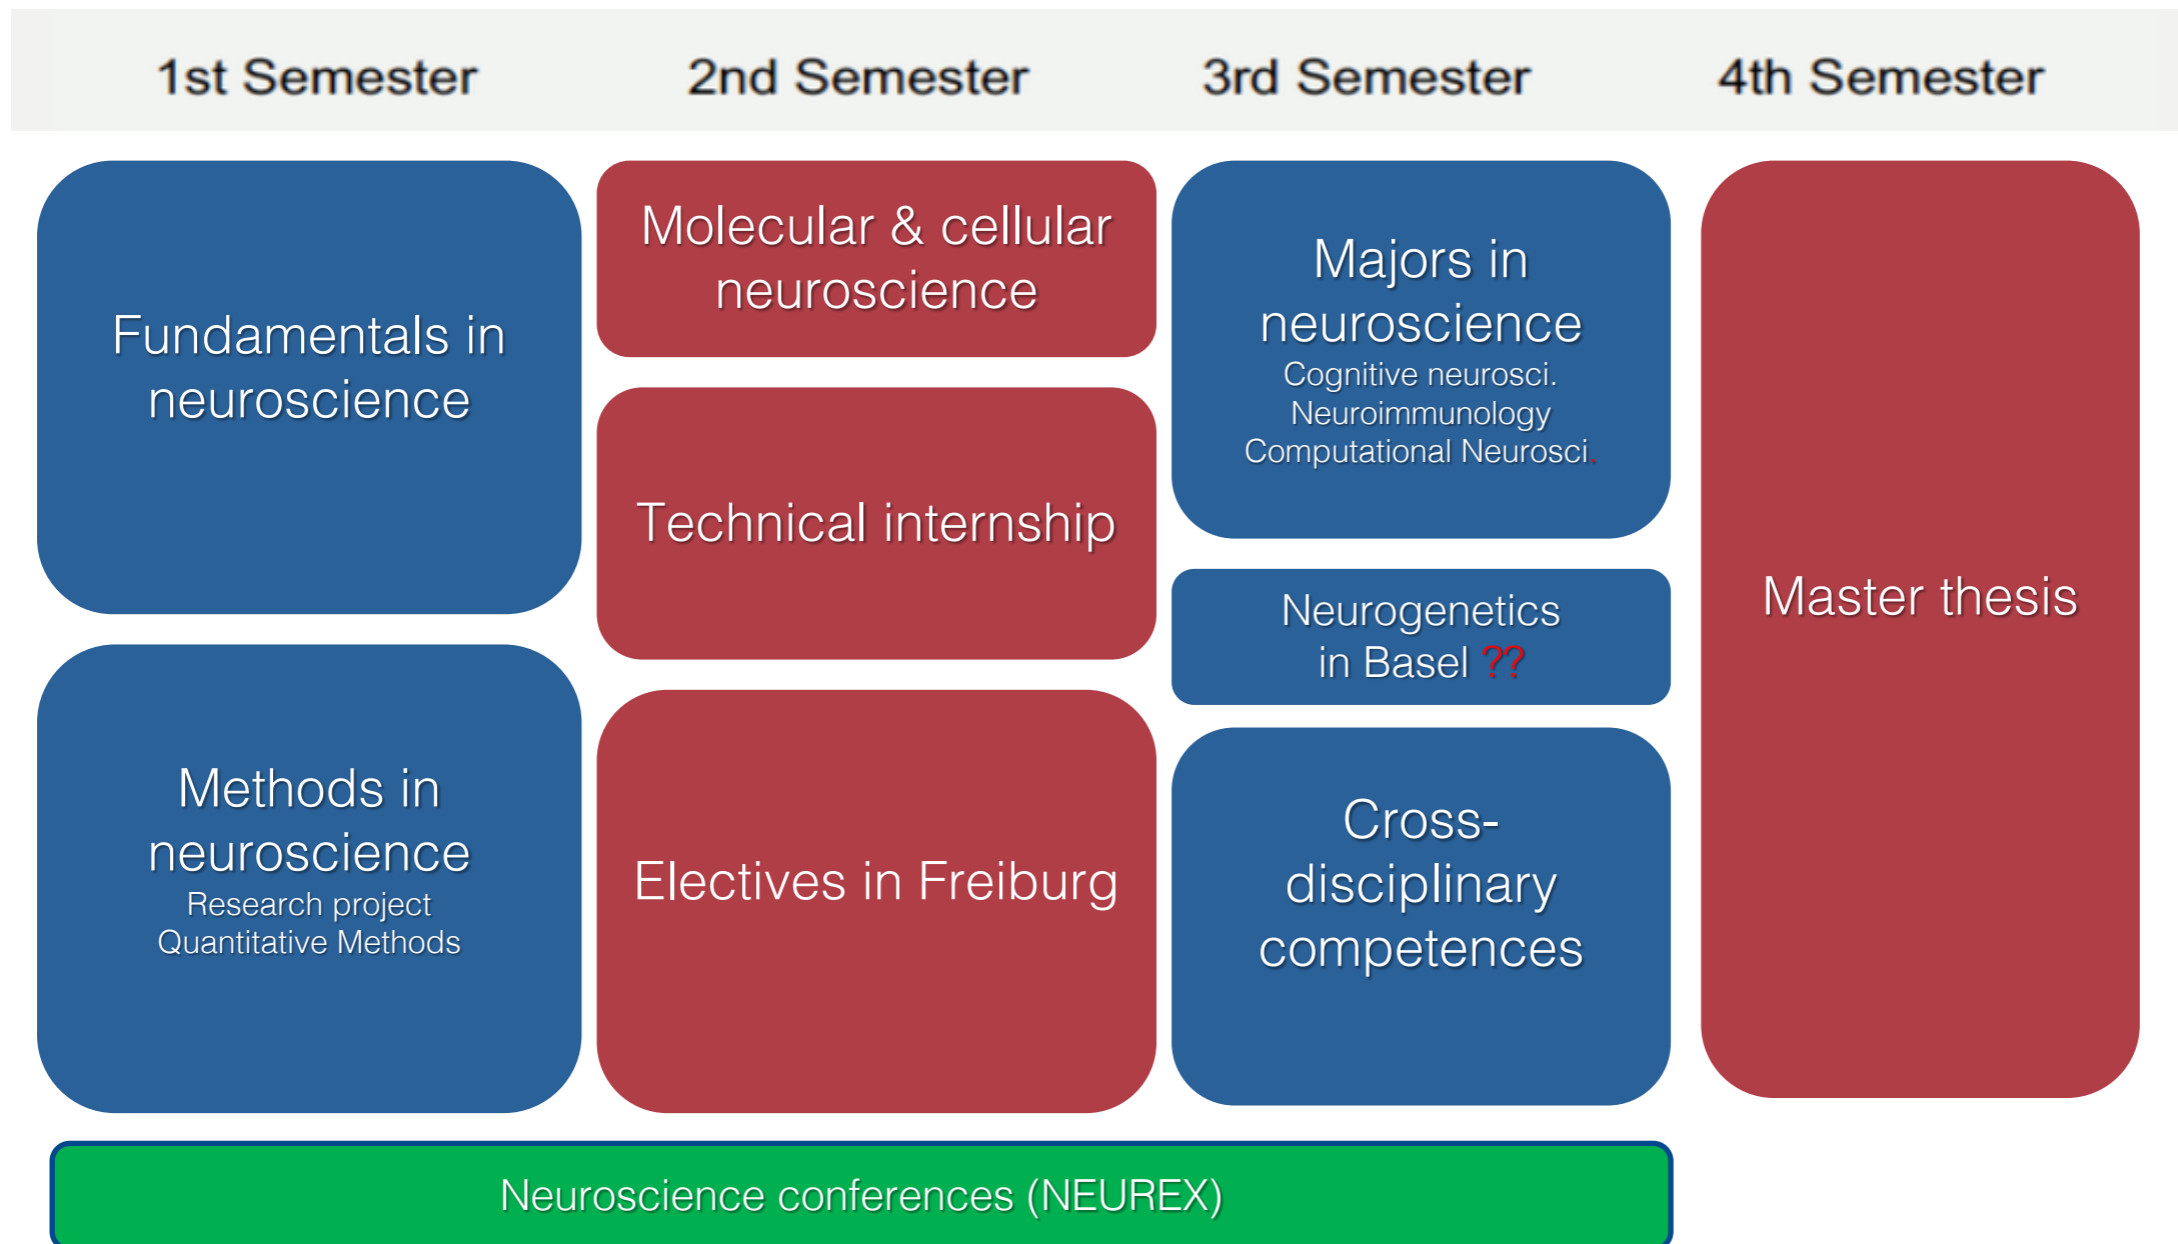 1st Semester
2nd Semester
3rd Semester
4th Semester
Fundamentals in
neuroscience
Methods in
neuroscience
Research project
Quantitative Methods
Molecular & cellular
neuroscience
Technical internship
Electives in Freiburg
Majors in
neuroscience
Cognitive neurosci.
Neuroimmunology
Computational Neurosci.
Neurogenetics
in Basel ??
Cross-
disciplinary
competences
Master thesis
Neuroscience conferences (NEUREX)